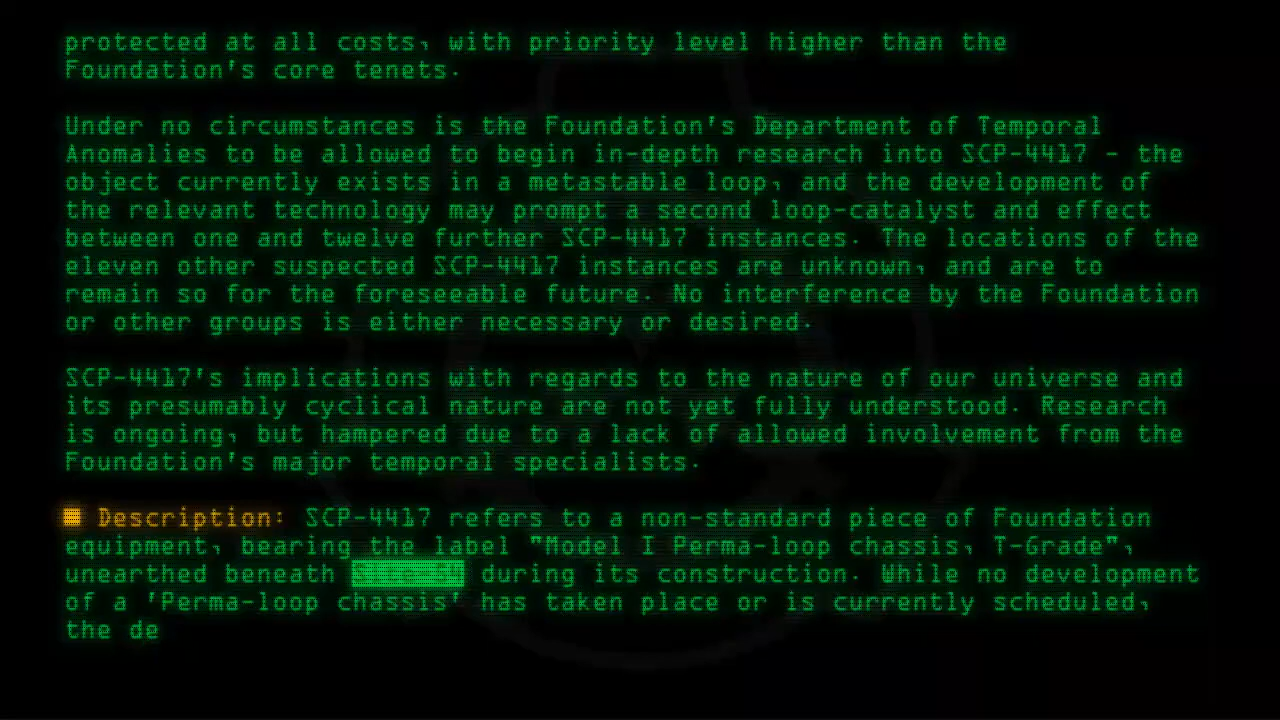 protected at all costs, with priority level higher than the
Foundation's core tenets.
Under no circumstances is the Foundation's Department of Temporal
Anomalies to be allowed to begin in-depth research into SCP-4417 - the
object currently exists in a metastable loop, and the development of
the relevant technology may prompt a second loop-catalyst and effect
between one and twelve further SCP-4417 instances. The locations of the
eleven other suspected SCP-4417 instances are unknown, and are to
remain so for the foreseeable future. No interference by the Foundation
or other groups is either necessary or desired.
SCP-4417's implications with regards to the nature of our universe and
its presumably cyclical nature are not yet fully understood. Research
is ongoing, but hampered due to a lack of allowed involvement from the
Foundation's major temporal specialists.
Description: SCP-4417 refers to a non-standard piece of Foundation
equipment, bearing the label "Model I Perma-loop chassis, T-Grade",
unearthed beneath during its construction. While no development
of a 'Perma-loop chassis' has taken place or is currently scheduled,
the de